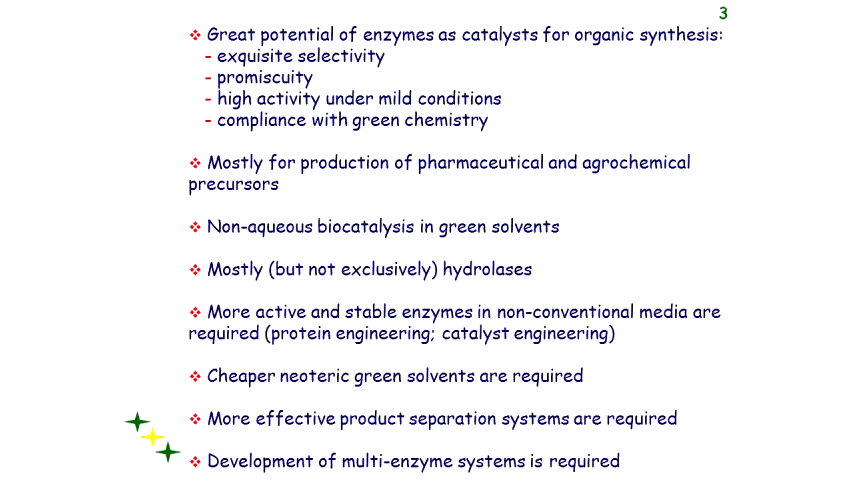 3
❖ Great potential of enzymes as catalysts for organic synthesis:
- exquisite selectivity
- promiscuity
- high activity under mild conditions
- compliance with green chemistry
❖ Mostly for production of pharmaceutical and agrochemical
precursors
❖ Non-aqueous biocatalysis in green solvents
❖ Mostly (but not exclusively) hydrolases
❖ More active and stable enzymes in non-conventional media are
required (protein engineering; catalyst engineering)
❖ Cheaper neoteric green solvents are required
❖ More effective product separation systems are required
❖ Development of multi-enzyme systems is required